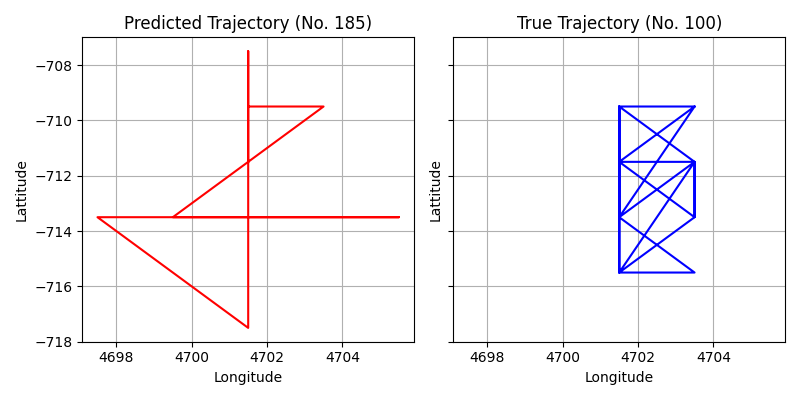 Predicted Trajectory (No. 185)
True Trajectory (No. 100)
Lattitude
−708
−710
−712
−714
−716
−718
4698
4700
4702
4704
Longitude
Lattitude
4698
4700
4702
4704
Longitude